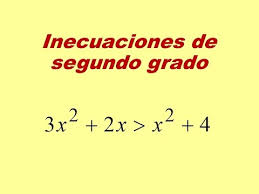 Inecuaciones de
segundo grado
3x² + 2x > x² + 4